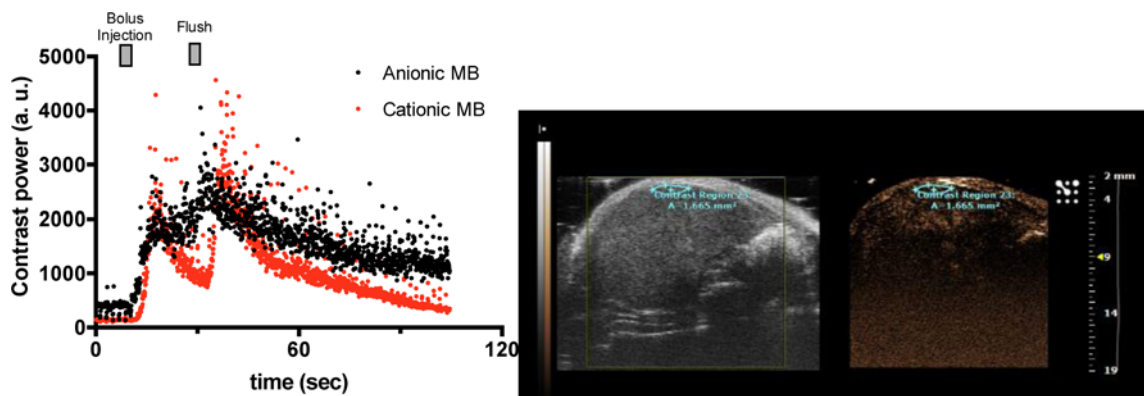 Bolus
Injection
Flush
5000
4000
3000
2000
1000
0
Contrast power (a. u.)
Anionic MB
Cationic MB
0
60
120
time (sec)
Contrast Region 23:
A=1.665 mm²
Contrast Region 23:
A=1.665 mm²
2 mm
4
9
14
19